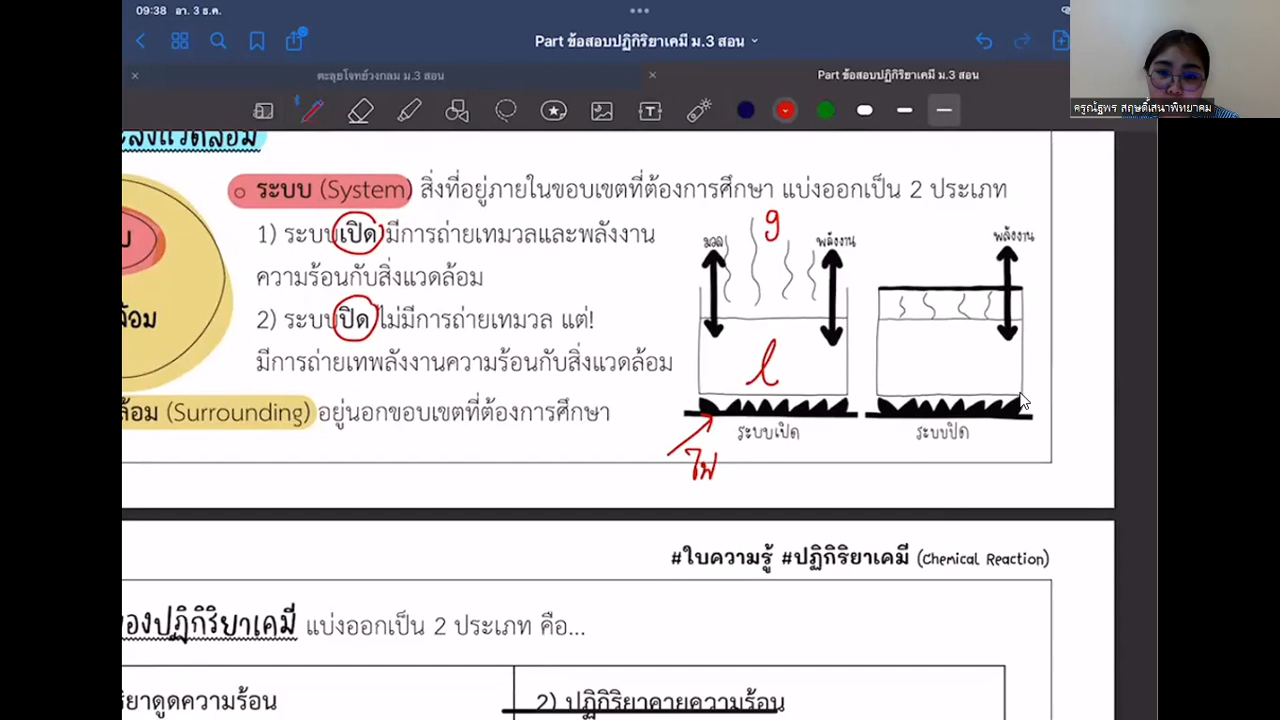 09:38 อา. 3 ธ.ค.
Part ข้อสอบปฏิกิริยาเคมี ม.3 สอน
ตะลุยโจทย์วงกลม ม.3 สอน
Part ข้อสอบปฏิกิริยาเคมี ม.3 สอน
ครูณัฐพร สฤษดิ์เสนาพิทยาคม
ะสิ่งแวดล้อม
ระบบ (System) สิ่งที่อยู่ภายในขอบเขตที่ต้องการศึกษา แบ่งออกเป็น 2 ประเภท
1) ระบบเปิด มีการถ่ายเทมวลและพลังงาน
ความร้อนกับสิ่งแวดล้อม
2) ระบบปิด ไม่มีการถ่ายเทมวล แต่!
มีการถ่ายเทพลังงานความร้อนกับสิ่งแวดล้อม
ล้อม (Surrounding) อยู่นอกขอบเขตที่ต้องการศึกษา
ม
ล้อม
มวล
g
พลังงาน
พลังงาน
l
ระบบเปิด
ระบบปิด
ไฟ
#ใบความรู้ #ปฏิกิริยาเคมี (Chemical Reaction)
ของปฏิกิริยาเคมี แบ่งออกเป็น 2 ประเภท คือ...
ริยาดูดความร้อน
2) ปฏิกิริยาคายความร้อน